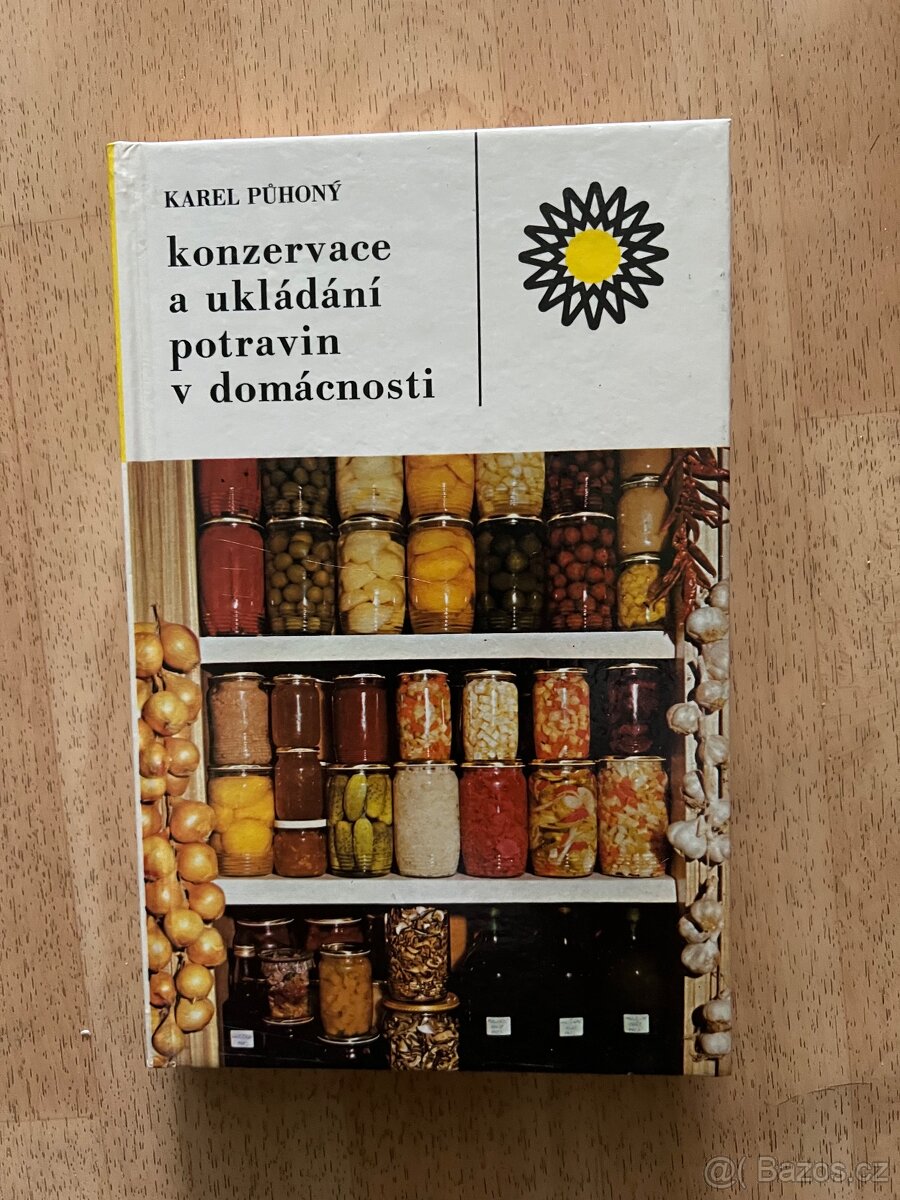 KAREL PŮHONÝ
konzervace
a ukládání
potravin
v domácnosti
@( Bazos.cz